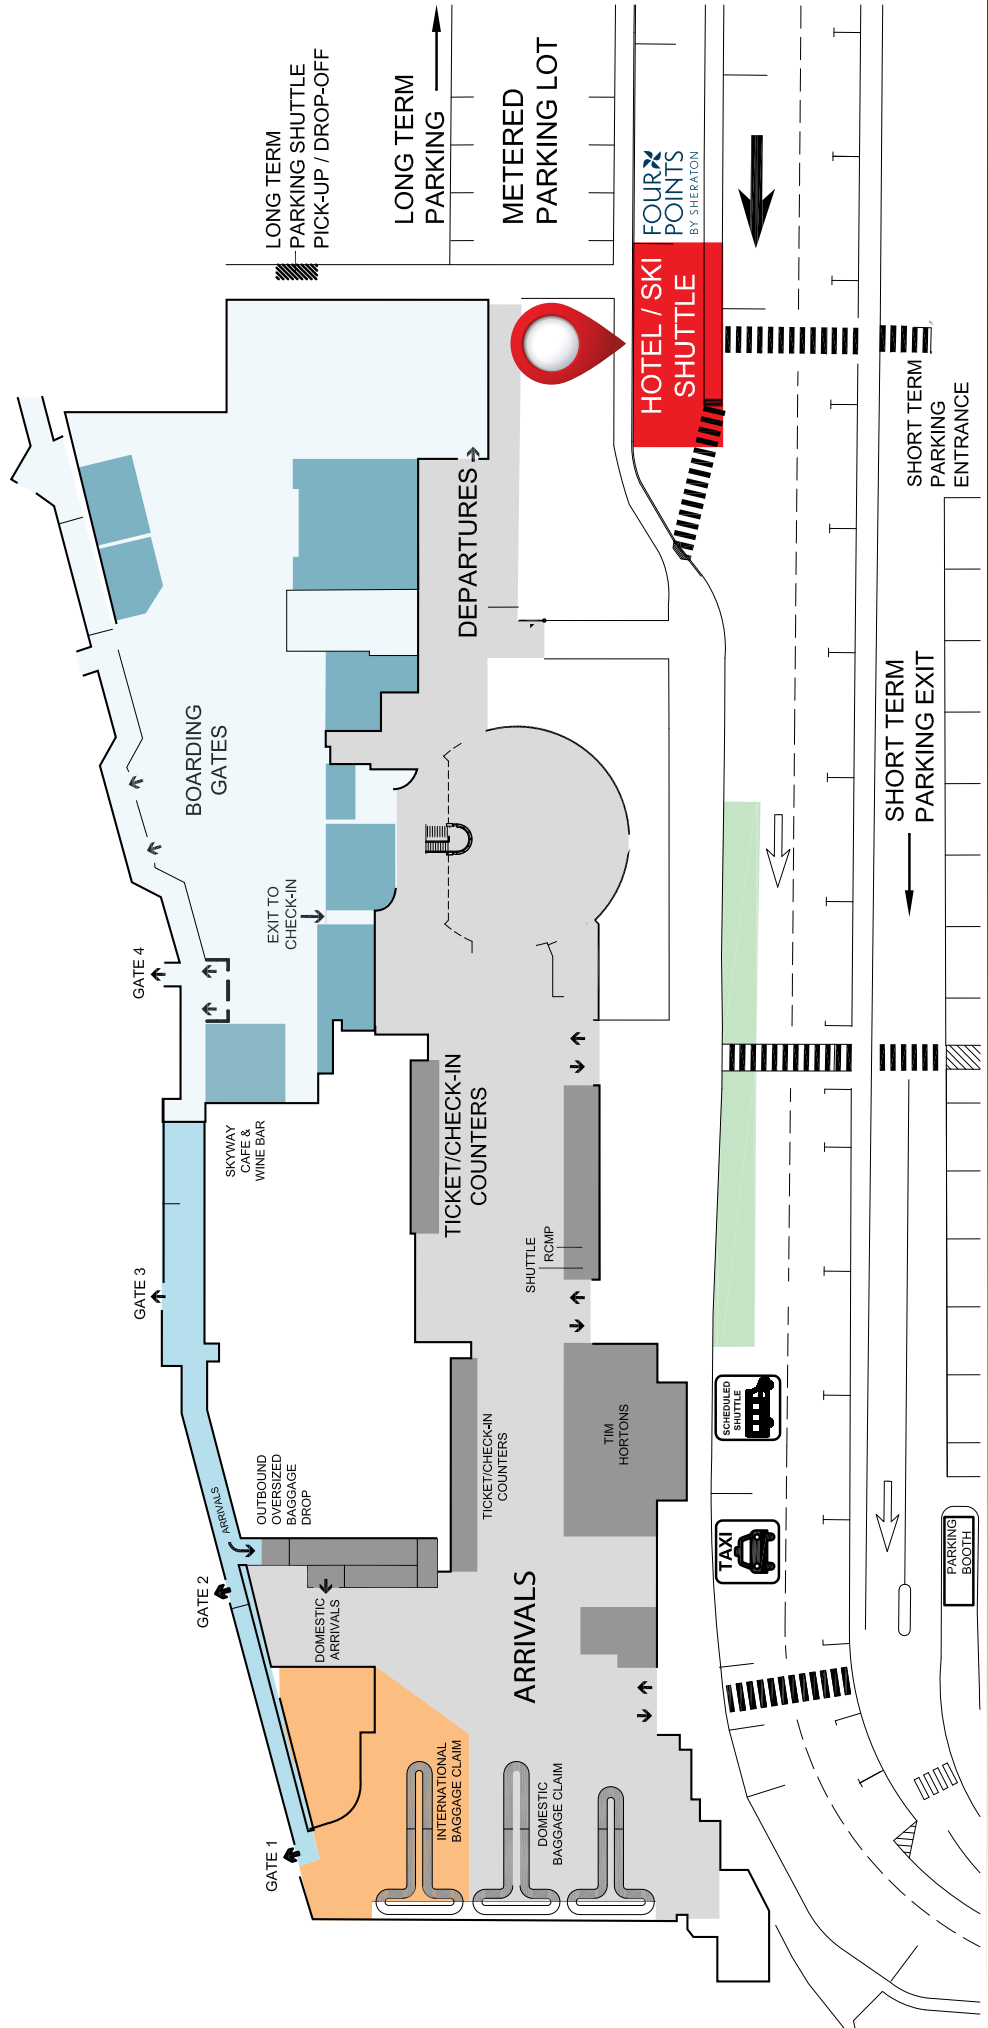 LONG TERM
PARKING SHUTTLE
PICK-UP / DROP-OFF
LONG TERM
PARKING
METERED
PARKING LOT
FOUR POINTS
BY SHERATON
HOTEL / SKI
SHUTTLE
SHORT TERM
PARKING
ENTRANCE
DEPARTURES
BOARDING
GATES
EXIT TO
CHECK-IN
SHORT TERM
PARKING EXIT
GATE 4
SKYWAY
CAFE &
WINE BAR
TICKET/CHECK-IN
COUNTERS
GATE 3
SHUTTLE
RCMP
SCHEDULED
SHUTTLE
TIM
HORTONS
TICKET/CHECK-IN
COUNTERS
ARRIVALS
OUTBOUND
OVERSIZED
BAGGAGE
DROP
TAXI
PARKING
BOOTH
GATE 2
DOMESTIC
ARRIVALS
ARRIVALS
GATE 1
INTERNATIONAL
BAGGAGE CLAIM
DOMESTIC
BAGGAGE CLAIM